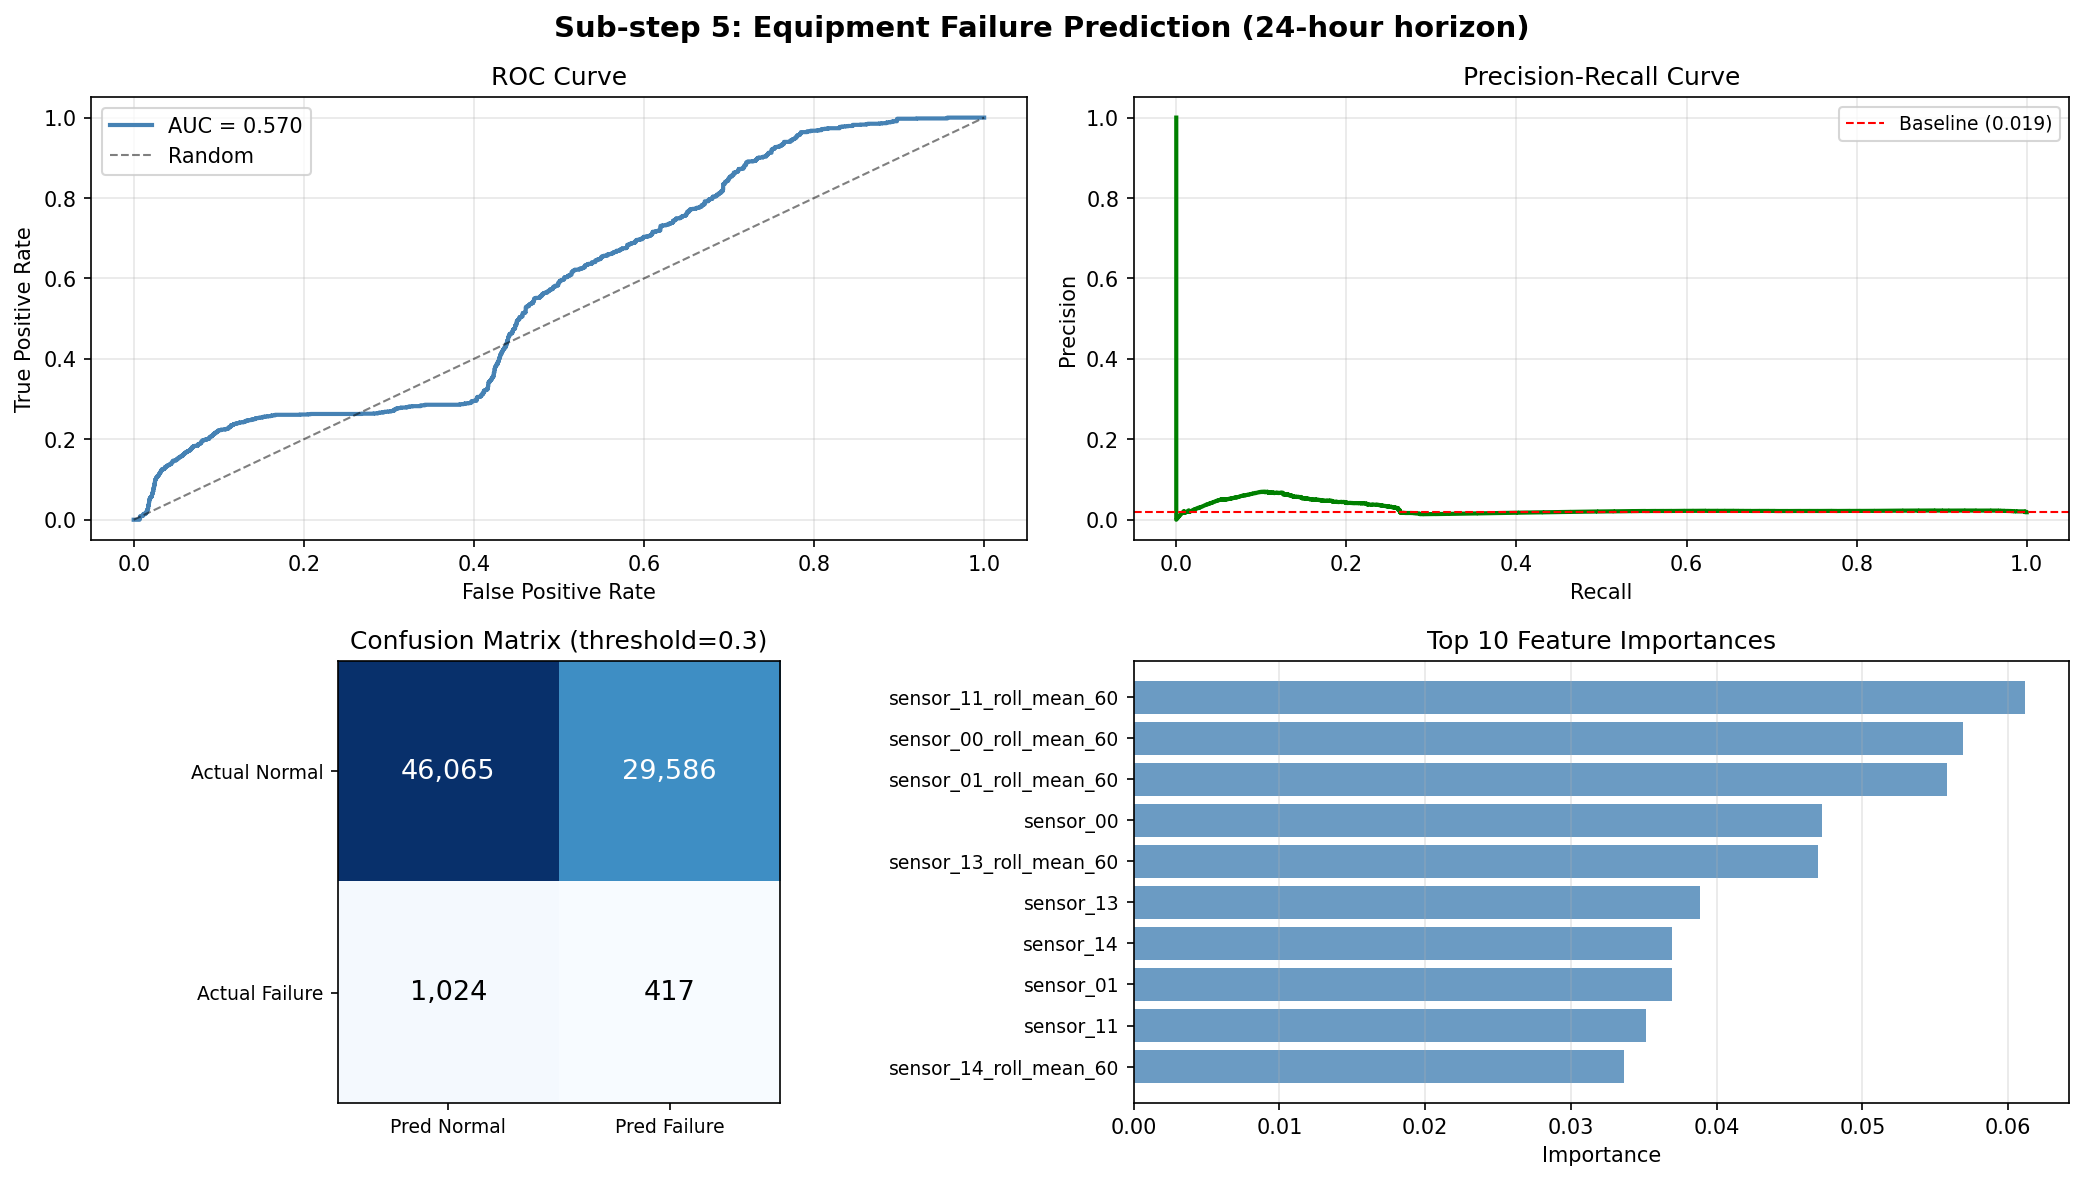 Sub-step 5: Equipment Failure Prediction (24-hour horizon)
ROC Curve
AUC = 0.570
Random
True Positive Rate
1.0
0.8
0.6
0.4
0.2
0.0
0.0 0.2 0.4 0.6 0.8 1.0
False Positive Rate
Precision-Recall Curve
Baseline (0.019)
Precision
1.0
0.8
0.6
0.4
0.2
0.0
0.0 0.2 0.4 0.6 0.8 1.0
Recall
Confusion Matrix (threshold=0.3)
Actual Normal
46,065 29,586
Actual Failure
1,024 417
Pred Normal Pred Failure
Top 10 Feature Importances
sensor_11_roll_mean_60
sensor_00_roll_mean_60
sensor_01_roll_mean_60
sensor_00
sensor_13_roll_mean_60
sensor_13
sensor_14
sensor_01
sensor_11
sensor_14_roll_mean_60
0.00 0.01 0.02 0.03 0.04 0.05 0.06
Importance